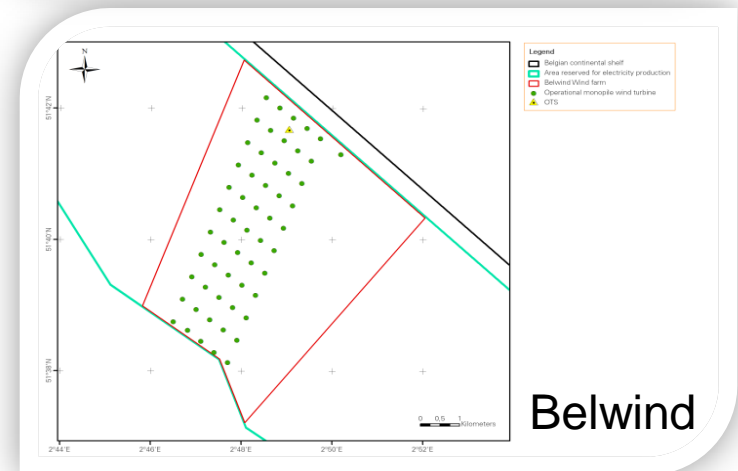 N
Legend
Belgian continental shelf
Area reserved for electricity production
Belwind Wind farm
Operational monopile wind turbine
OTS
51°42'N
51°40'N
51°38'N
0 0,5 1
Kilometers
Belwind
2°44'E 2°46'E 2°48'E 2°50'E 2°52'E